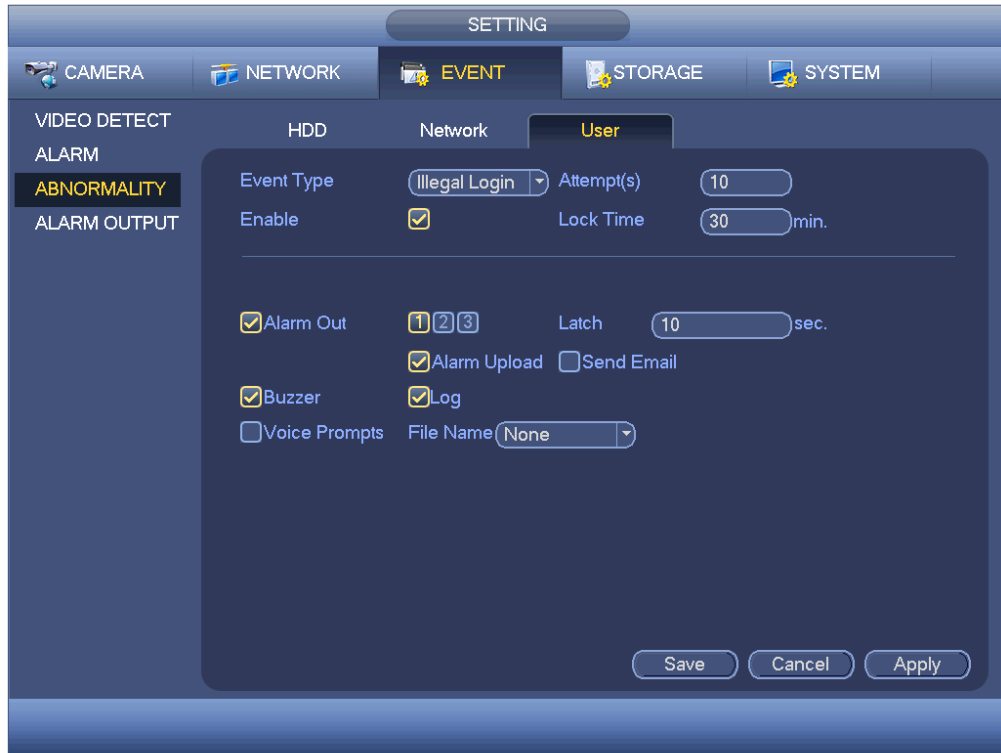 SETTING
CAMERA NETWORK EVENT STORAGE SYSTEM
VIDEO DETECT
ALARM
ABNORMALITY
ALARM OUTPUT
HDD Network User
Event Type Illegal Login Attempt(s) 10
Enable Lock Time 30 min.
Alarm Out 1 2 3 Latch 10 sec.
Alarm Upload Send Email
Buzzer Log
Voice Prompts File Name None
Save Cancel Apply